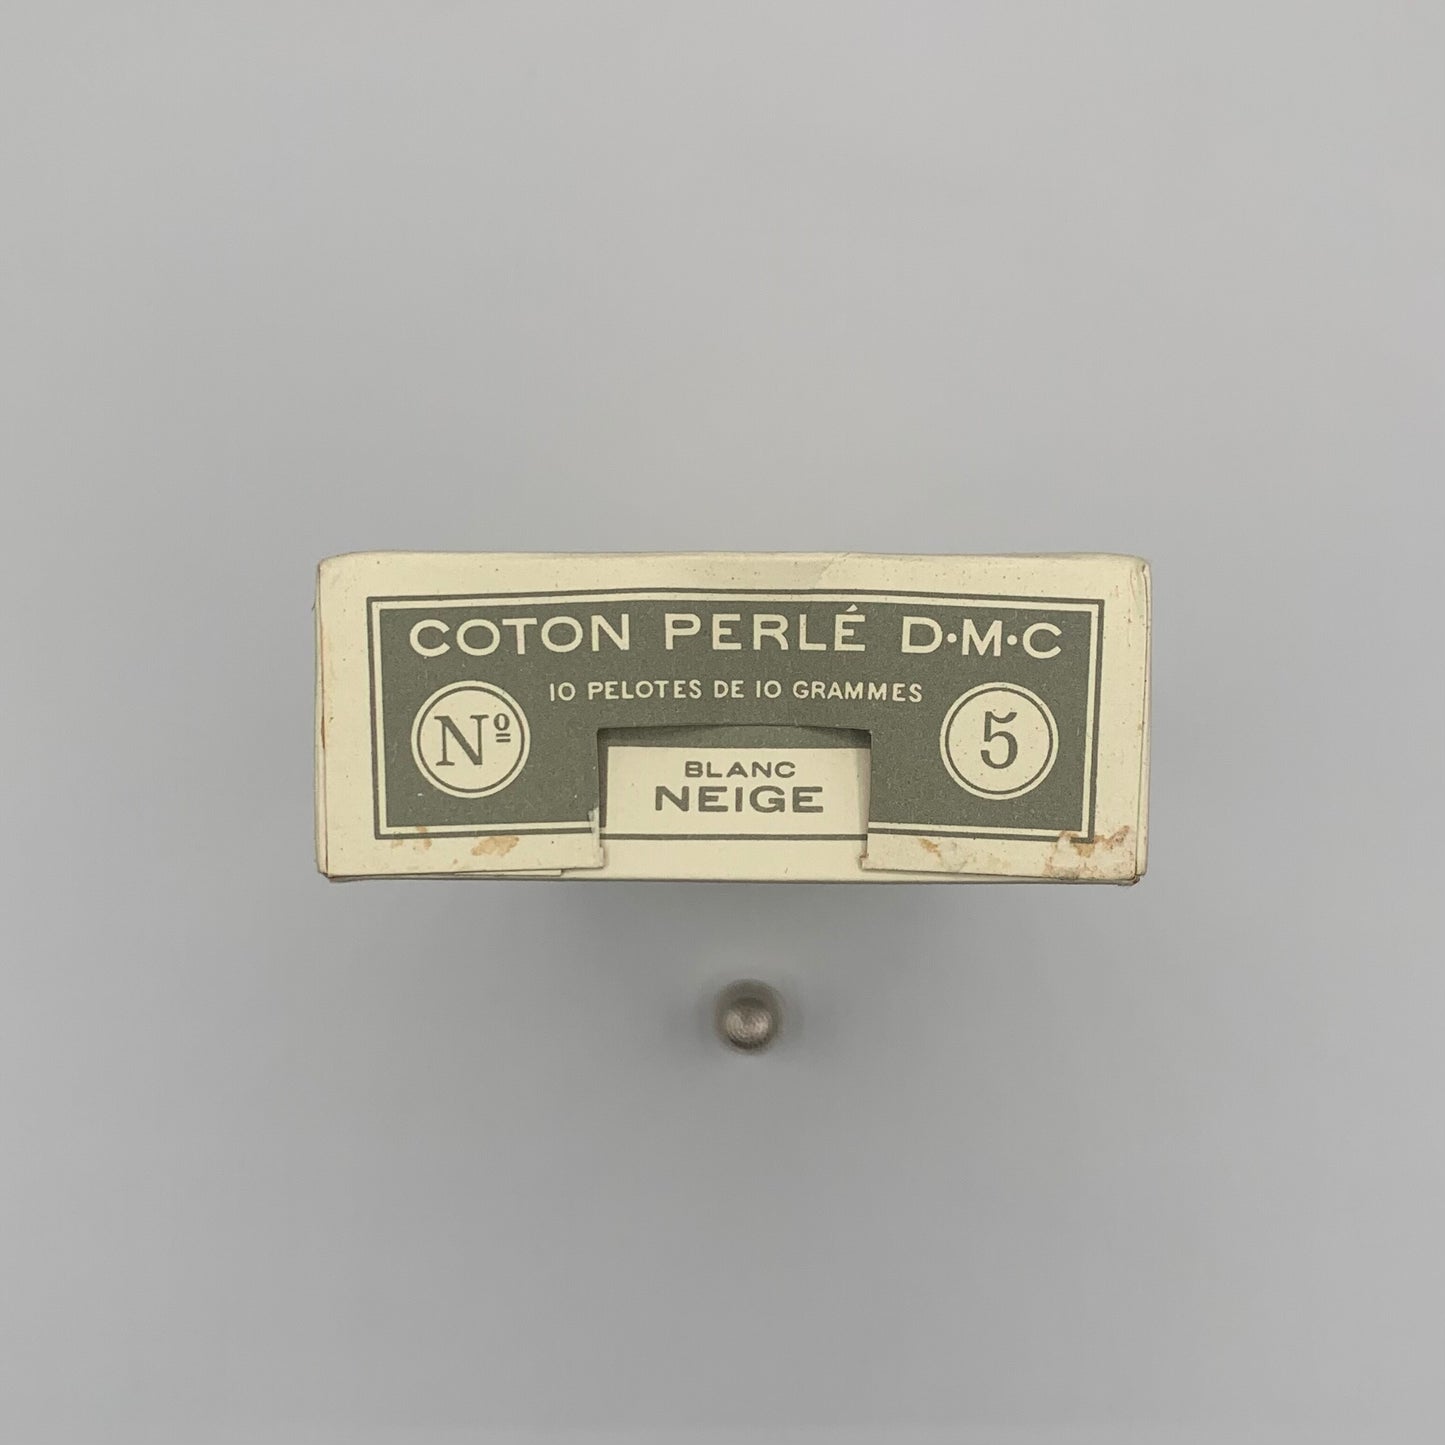 COTON PERLÉ D·M·C
10 PELOTES DE 10 GRAMMES
Nº 5
BLANC
NEIGE